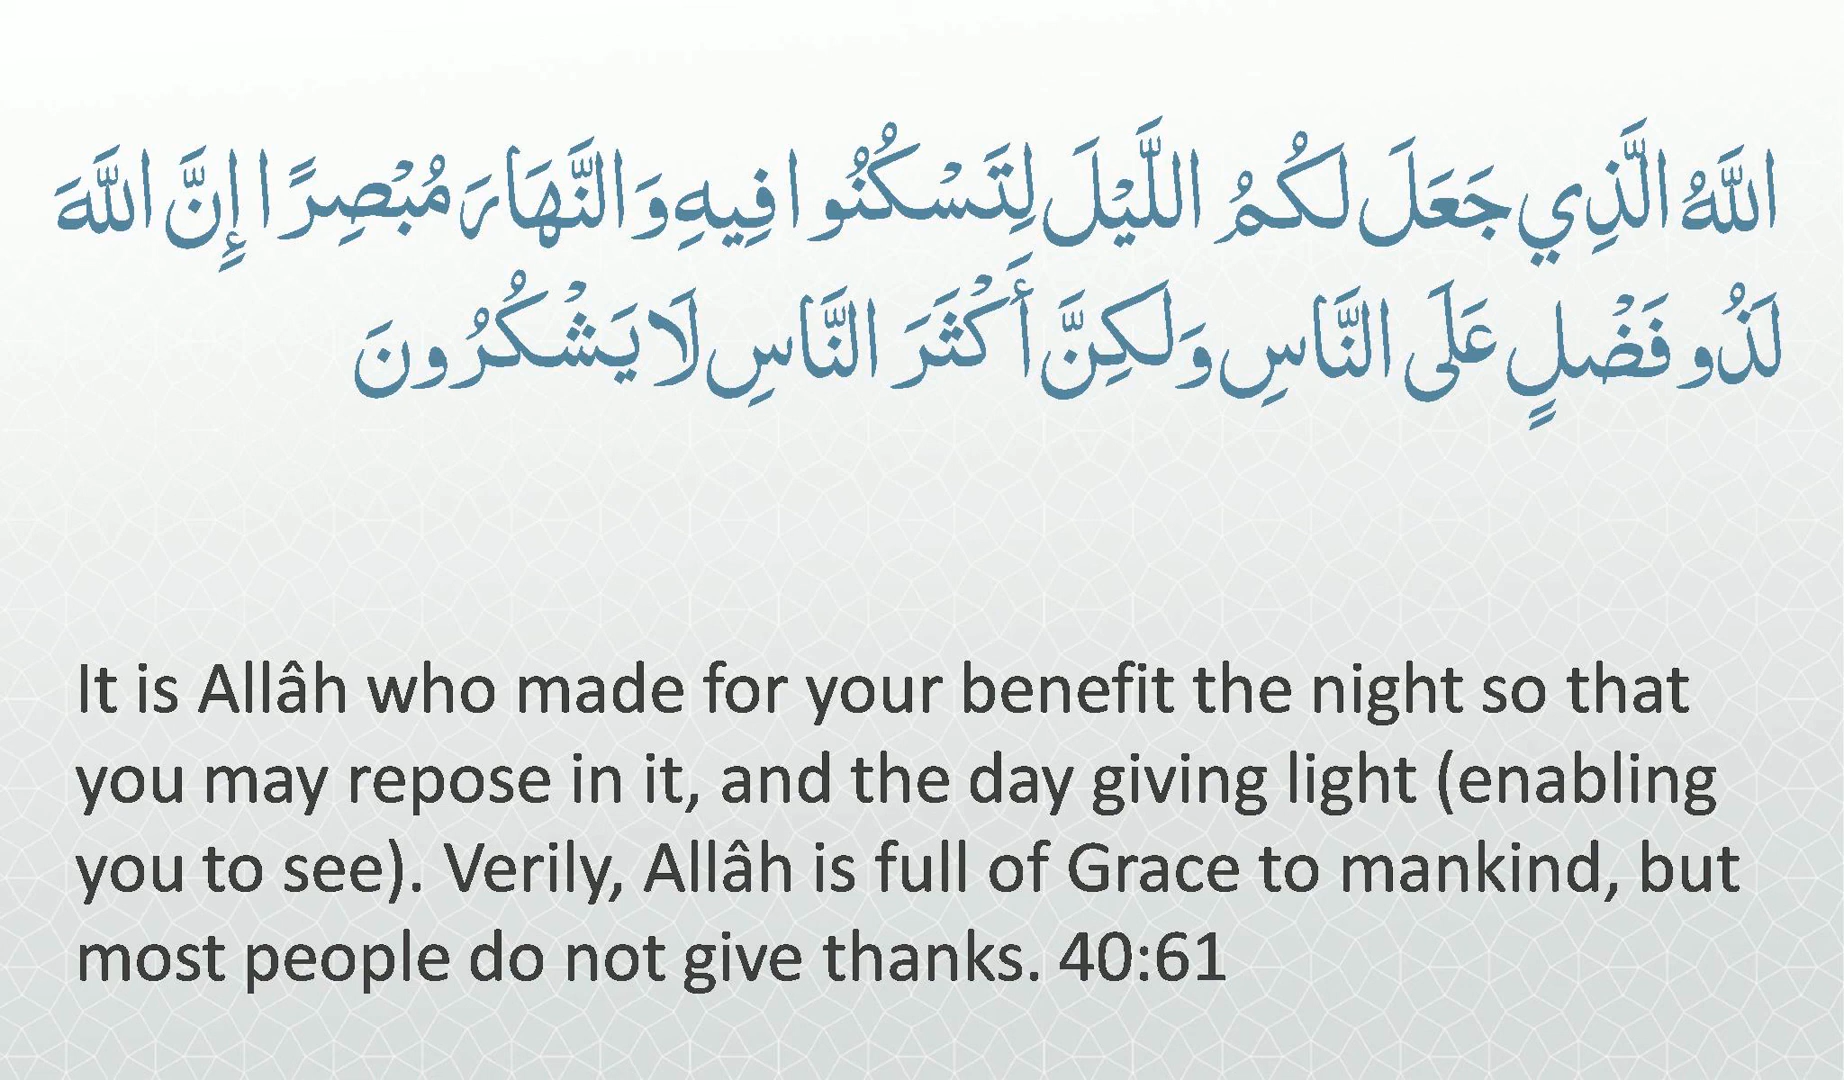 اللَّهُ الَّذِي جَعَلَ لَكُمُ اللَّيْلَ لِتَسْكُنُوا فِيهِ وَالنَّهَارَ مُبْصِرًا إِنَّ اللَّهَ
لَذُو فَضْلٍ عَلَى النَّاسِ وَلَكِنَّ أَكْثَرَ النَّاسِ لَا يَشْكُرُونَ
It is Allâh who made for your benefit the night so that
you may repose in it, and the day giving light (enabling
you to see). Verily, Allâh is full of Grace to mankind, but
most people do not give thanks. 40:61